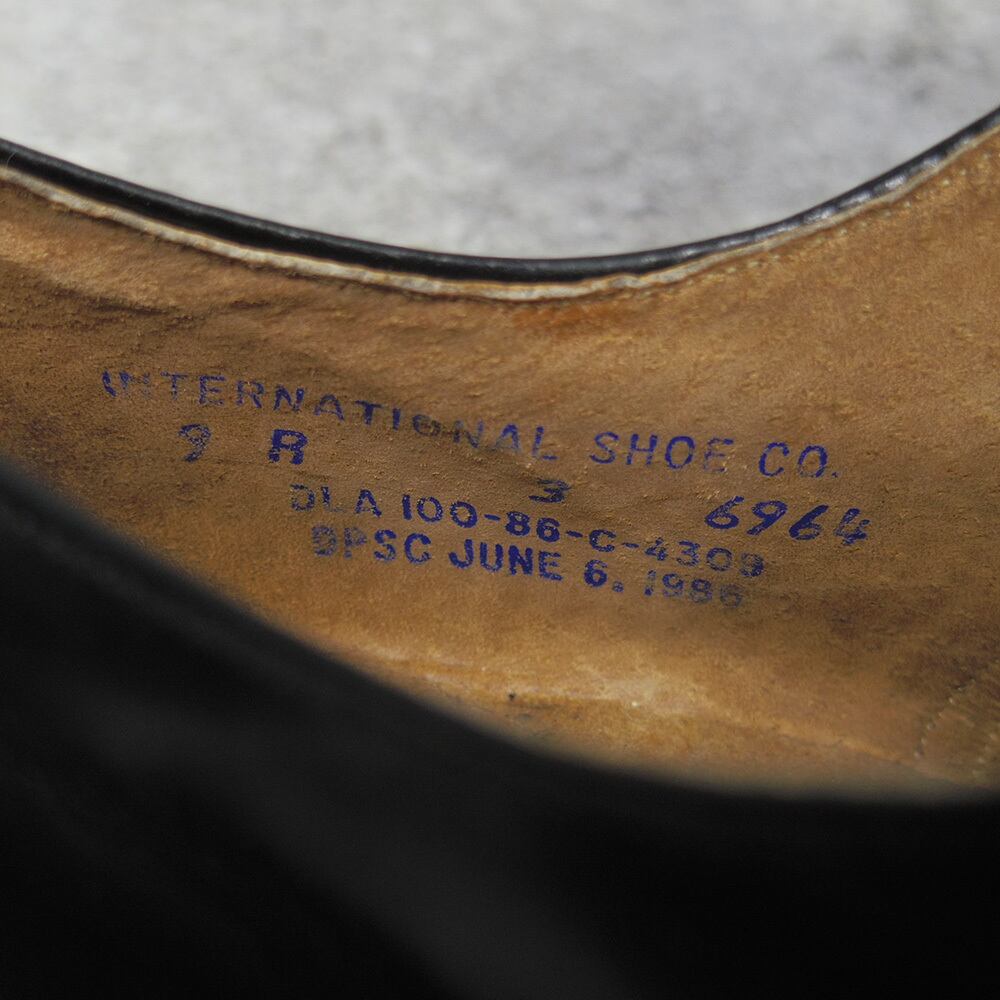 INTERNATIONAL SHOE CO.
9 R
3 6964
DLA 100-86-C-4309
DPSC JUNE 6. 1986